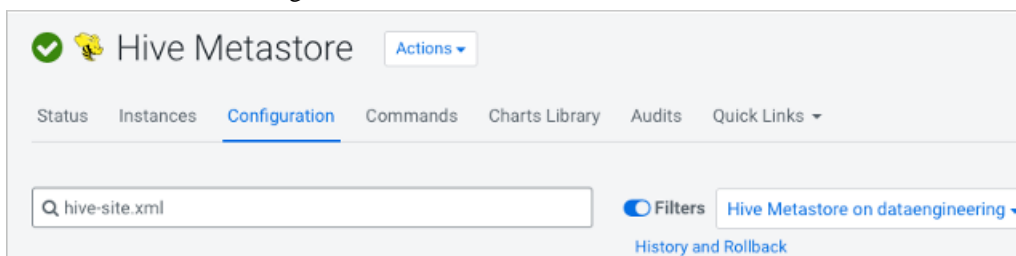 Hive Metastore Actions
Status Instances Configuration Commands Charts Library Audits Quick Links
hive-site.xml Filters Hive Metastore on dataengineering
History and Rollback